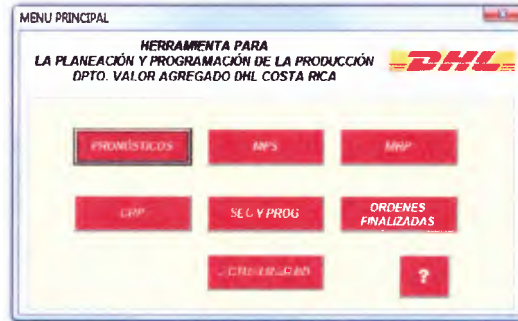 MENU PRINCIPAL
HERRAMIENTA PARA
LA PLANEACIÓN Y PROGRAMACIÓN DE LA PRODUCCIÓN
DPTO. VALOR AGREGADO DHL COSTA RICA
DHL
PRONÓSTICOS
MPS
MRP
CRP
SEC Y PROG
ORDENES
FINALIZADAS
?